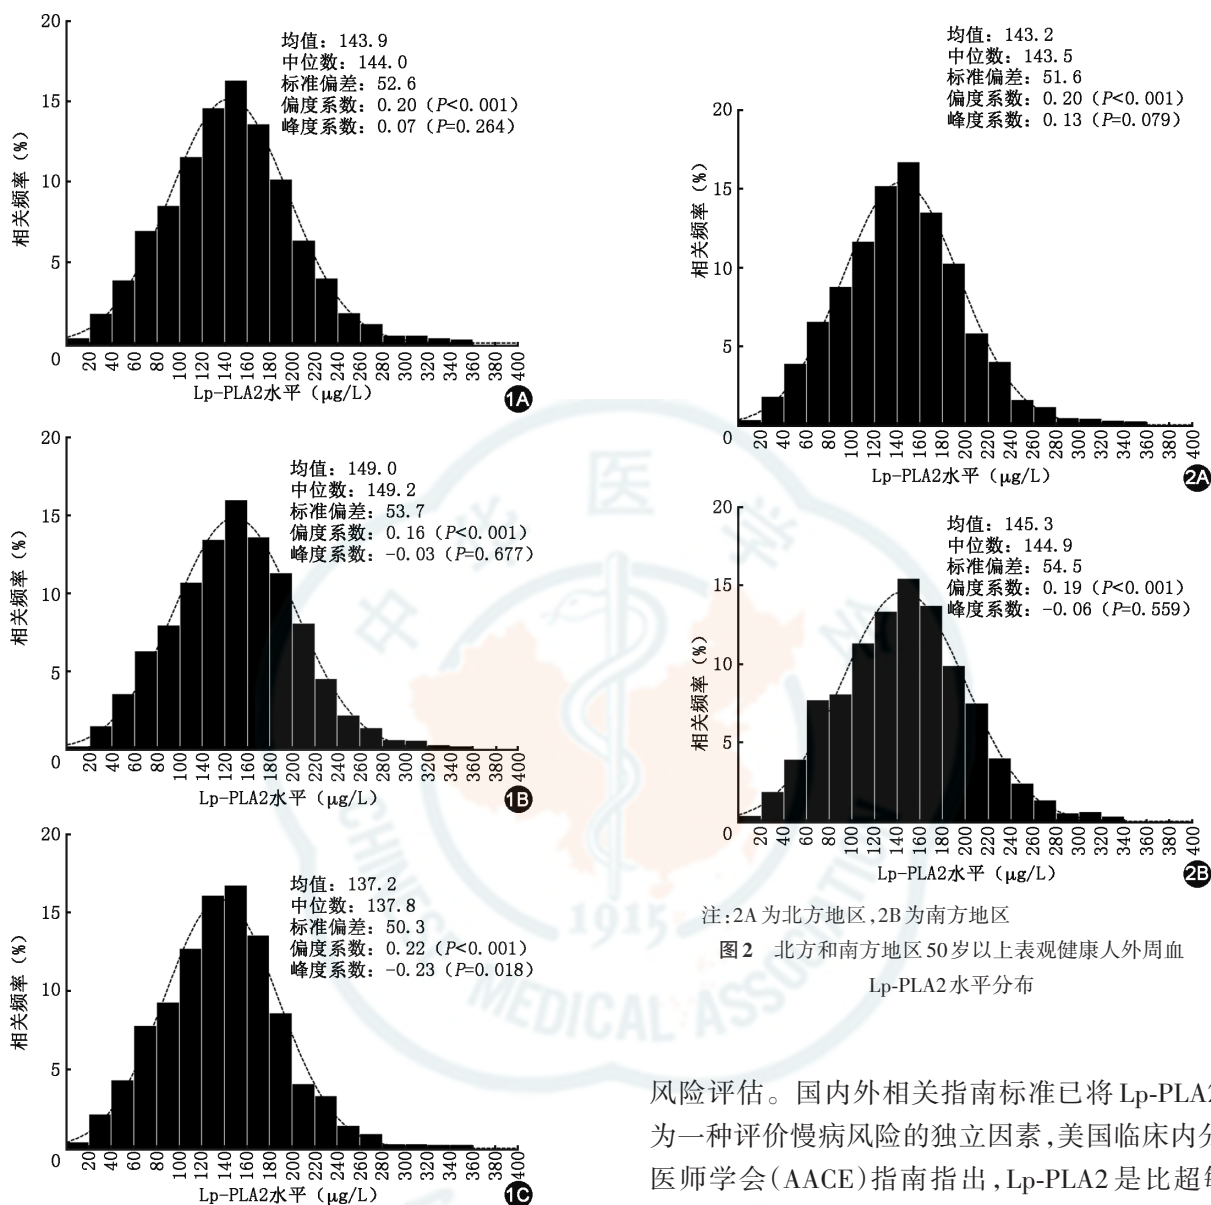 20
15
10
5
0
相关频率（%）
均值：143.9
中位数：144.0
标准偏差：52.6
偏度系数：0.20（P<0.001）
峰度系数：0.07（P=0.264）
20 40 60 80 100 120 140 160 180 200 220 240 260 280 300 320 340 360 380 400
Lp-PLA2水平（μg/L）
1A
20
15
10
5
0
相关频率（%）
均值：149.0
中位数：149.2
标准偏差：53.7
偏度系数：0.16（P<0.001）
峰度系数：-0.03（P=0.677）
20 40 60 80 100 140 120 160 180 200 220 240 260 280 300 320 340 360 380 400
Lp-PLA2水平（μg/L）
1B
20
15
10
5
0
相关频率（%）
均值：137.2
中位数：137.8
标准偏差：50.3
偏度系数：0.22（P<0.001）
峰度系数：-0.23（P=0.018）
20 40 60 80 100 120 140 160 180 200 220 240 260 280 300 320 340 360 380 400
Lp-PLA2水平（μg/L）
1C
20
15
10
5
0
相关频率（%）
均值：143.2
中位数：143.5
标准偏差：51.6
偏度系数：0.20（P<0.001）
峰度系数：0.13（P=0.079）
20 40 60 80 100 120 140 160 180 200 220 240 260 280 300 320 340 360 380 400
Lp-PLA2水平（μg/L）
2A
20
15
10
5
0
相关频率（%）
均值：145.3
中位数：144.9
标准偏差：54.5
偏度系数：0.19（P<0.001）
峰度系数：-0.06（P=0.559）
20 40 60 80 100 120 140 160 180 200 220 240 260 280 300 320 340 360 380 400
Lp-PLA2水平（μg/L）
2B
注：2A为北方地区，2B为南方地区
图2 北方和南方地区50岁以上表观健康人外周血
Lp-PLA2水平分布
风险评估。国内外相关指南标准已将Lp-PLA2
为一种评价慢病风险的独立因素，美国临床内分
医师学会（AACE）指南指出，Lp-PLA2是比超敏
中华医学会
CHINESE MEDICAL ASSOCIATION
1915